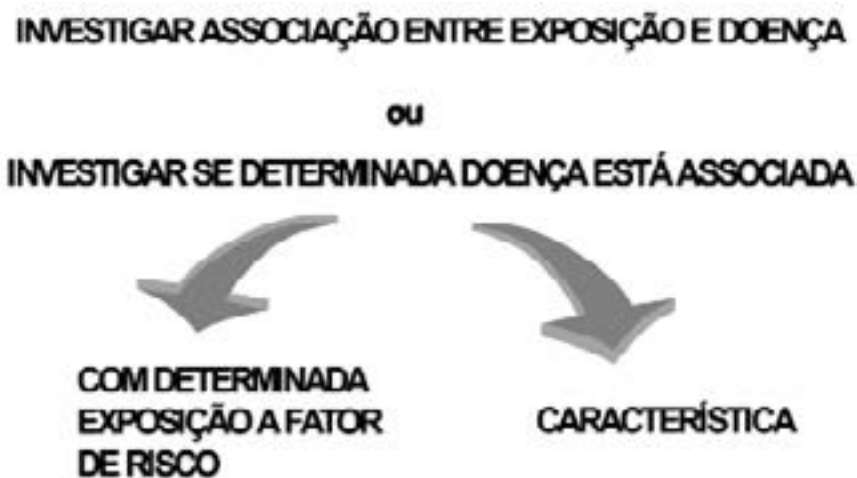 INVESTIGAR ASSOCIAÇÃO ENTRE EXPOSIÇÃO E DOENÇA
ou
INVESTIGAR SE DETERMINADA DOENÇA ESTÁ ASSOCIADA
COM DETERMINADA
EXPOSIÇÃO A FATOR
DE RISCO
CARACTERÍSTICA